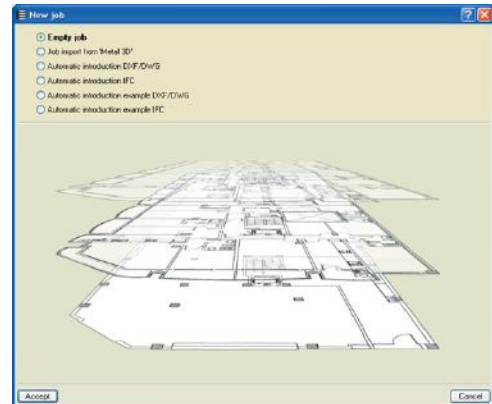 New job
Empty job
Job import from 'Metal 3D'
Automatic introduction DXF/DWG
Automatic introduction IFC
Automatic introduction example DXF/DWG
Automatic introduction example IFC
Accept
Cancel